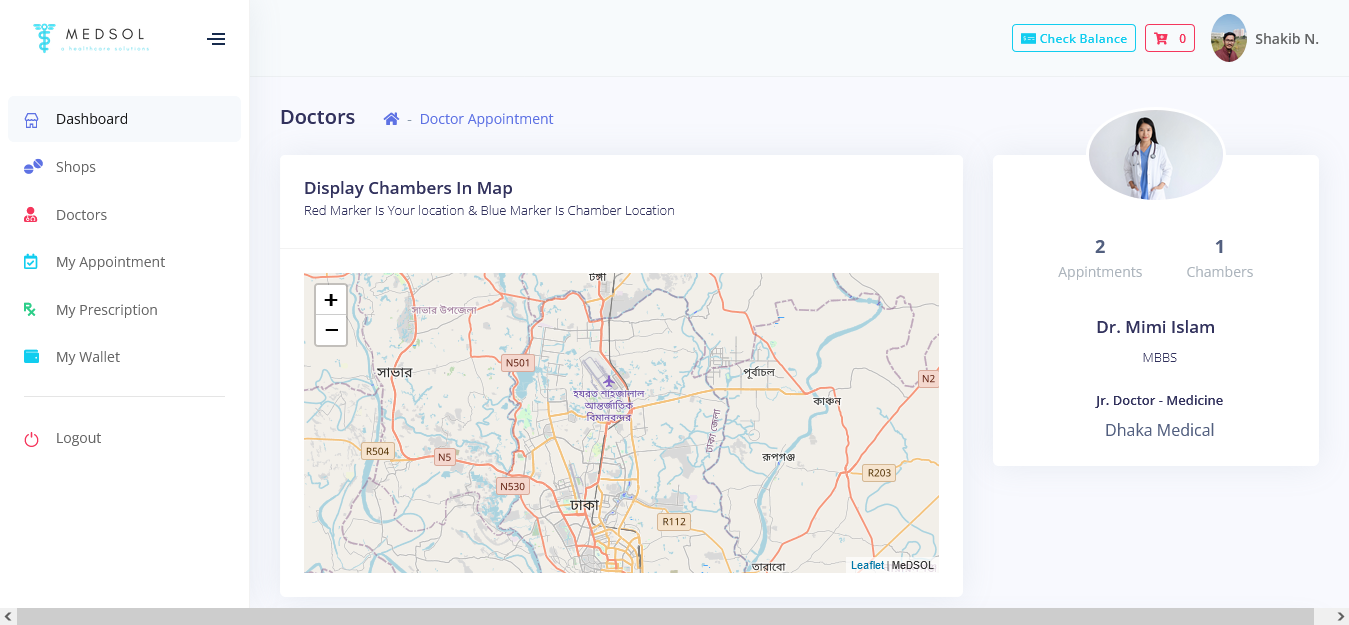 MEDSOL
a healthcare solutions
Check Balance
0
Shakib N.
Dashboard
Shops
Doctors
My Appointment
My Prescription
My Wallet
Logout
Doctors
- Doctor Appointment
Display Chambers In Map
Red Marker Is Your location & Blue Marker Is Chamber Location
+
−
টঙ্গী
সাভার উপজেলা
N501
সাভার
পূর্বাচল
N2
হযরত শাহজালাল
আন্তর্জাতিক
বিমানবন্দর
কাঞ্চন
ঢাকা জেলা
R504
N5
রূপগঞ্জ
R203
N530
ঢাকা
R112
তারাবো
Leaflet | MeDSOL
2
Appintments
1
Chambers
Dr. Mimi Islam
MBBS
Jr. Doctor - Medicine
Dhaka Medical